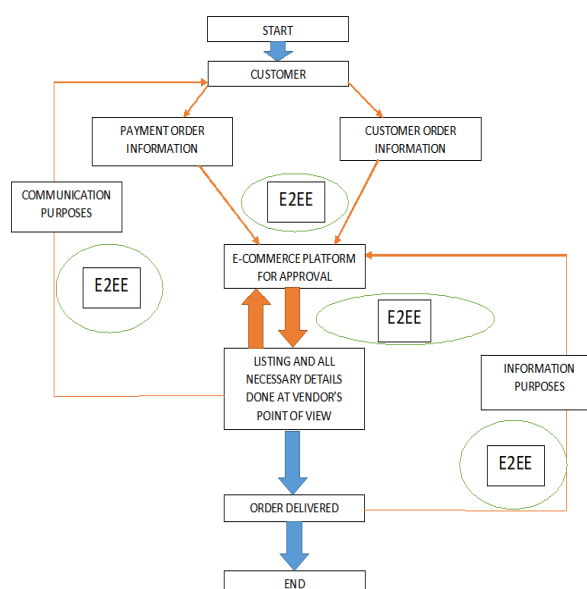 START
CUSTOMER
PAYMENT ORDER
INFORMATION
CUSTOMER ORDER
INFORMATION
COMMUNICATION
PURPOSES
E2EE
E-COMMERCE PLATFORM
FOR APPROVAL
E2EE
E2EE
LISTING AND ALL
NECESSARY DETAILS
DONE AT VENDOR'S
POINT OF VIEW
INFORMATION
PURPOSES
E2EE
ORDER DELIVERED
END